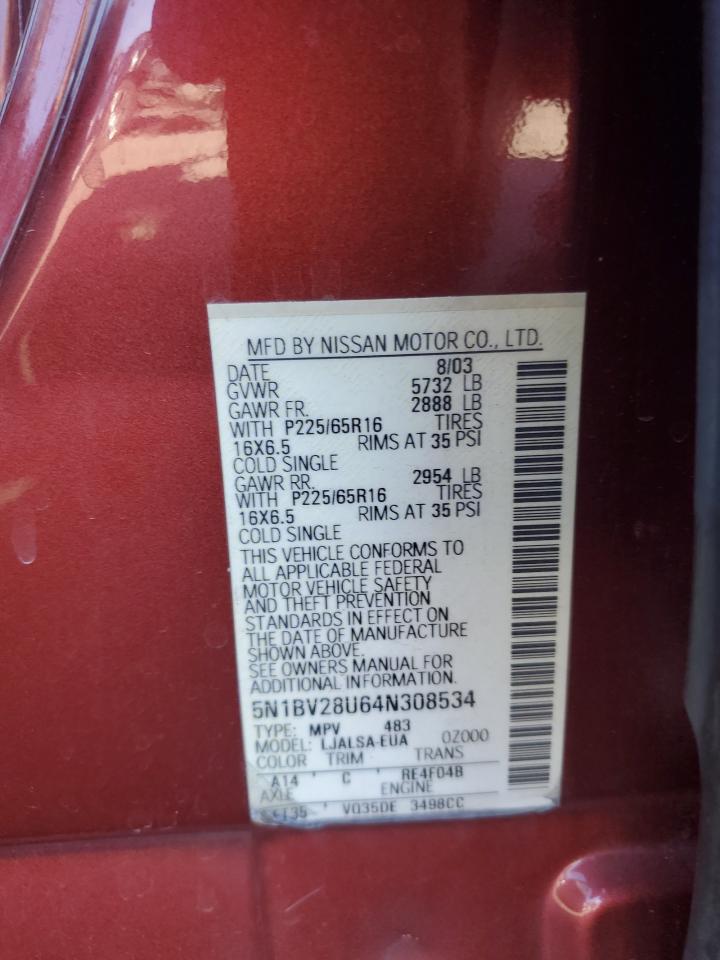 MFD BY NISSAN MOTOR CO., LTD.
DATE 8/03
GVWR 5732 LB
GAWR FR. 2888 LB
WITH P225/65R16 TIRES
16X6.5 RIMS AT 35 PSI
COLD SINGLE
GAWR RR. 2954 LB
WITH P225/65R16 TIRES
16X6.5 RIMS AT 35 PSI
COLD SINGLE
THIS VEHICLE CONFORMS TO
ALL APPLICABLE FEDERAL
MOTOR VEHICLE SAFETY
AND THEFT PREVENTION
STANDARDS IN EFFECT ON
THE DATE OF MANUFACTURE
SHOWN ABOVE.
SEE OWNERS MANUAL FOR
ADDITIONAL INFORMATION.
5N1BV28U64N308534
TYPE: MPV 483
MODEL: LJALSA-EUA 0Z000
COLOR TRIM TRANS
A14 C RE4F04B
AXLE ENGINE
VQ35DE 3498CC